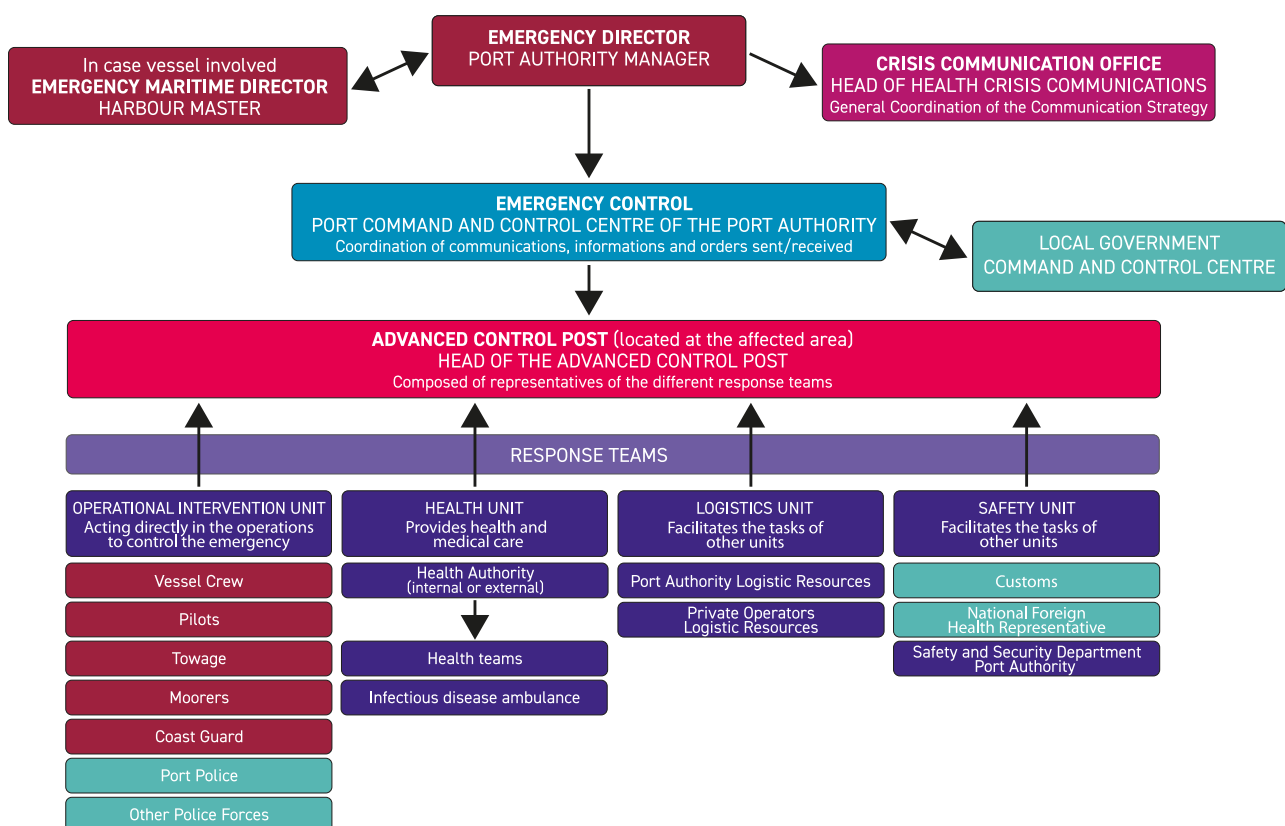 EMERGENCY DIRECTOR
PORT AUTHORITY MANAGER
In case vessel involved
EMERGENCY MARITIME DIRECTOR
HARBOUR MASTER
CRISIS COMMUNICATION OFFICE
HEAD OF HEALTH CRISIS COMMUNICATIONS
General Coordination of the Communication Strategy
EMERGENCY CONTROL
PORT COMMAND AND CONTROL CENTRE OF THE PORT AUTHORITY
Coordination of communications, informations and orders sent/received
LOCAL GOVERNMENT
COMMAND AND CONTROL CENTRE
ADVANCED CONTROL POST (located at the affected area)
HEAD OF THE ADVANCED CONTROL POST
Composed of representatives of the different response teams
RESPONSE TEAMS
OPERATIONAL INTERVENTION UNIT
Acting directly in the operations
to control the emergency
Vessel Crew
Pilots
Towage
Moorers
Coast Guard
Port Police
Other Police Forces
HEALTH UNIT
Provides health and
medical care
Health Authority
(internal or external)
Health teams
Infectious disease ambulance
LOGISTICS UNIT
Facilitates the tasks of
other units
Port Authority Logistic Resources
Private Operators
Logistic Resources
SAFETY UNIT
Facilitates the tasks of
other units
Customs
National Foreign
Health Representative
Safety and Security Department
Port Authority